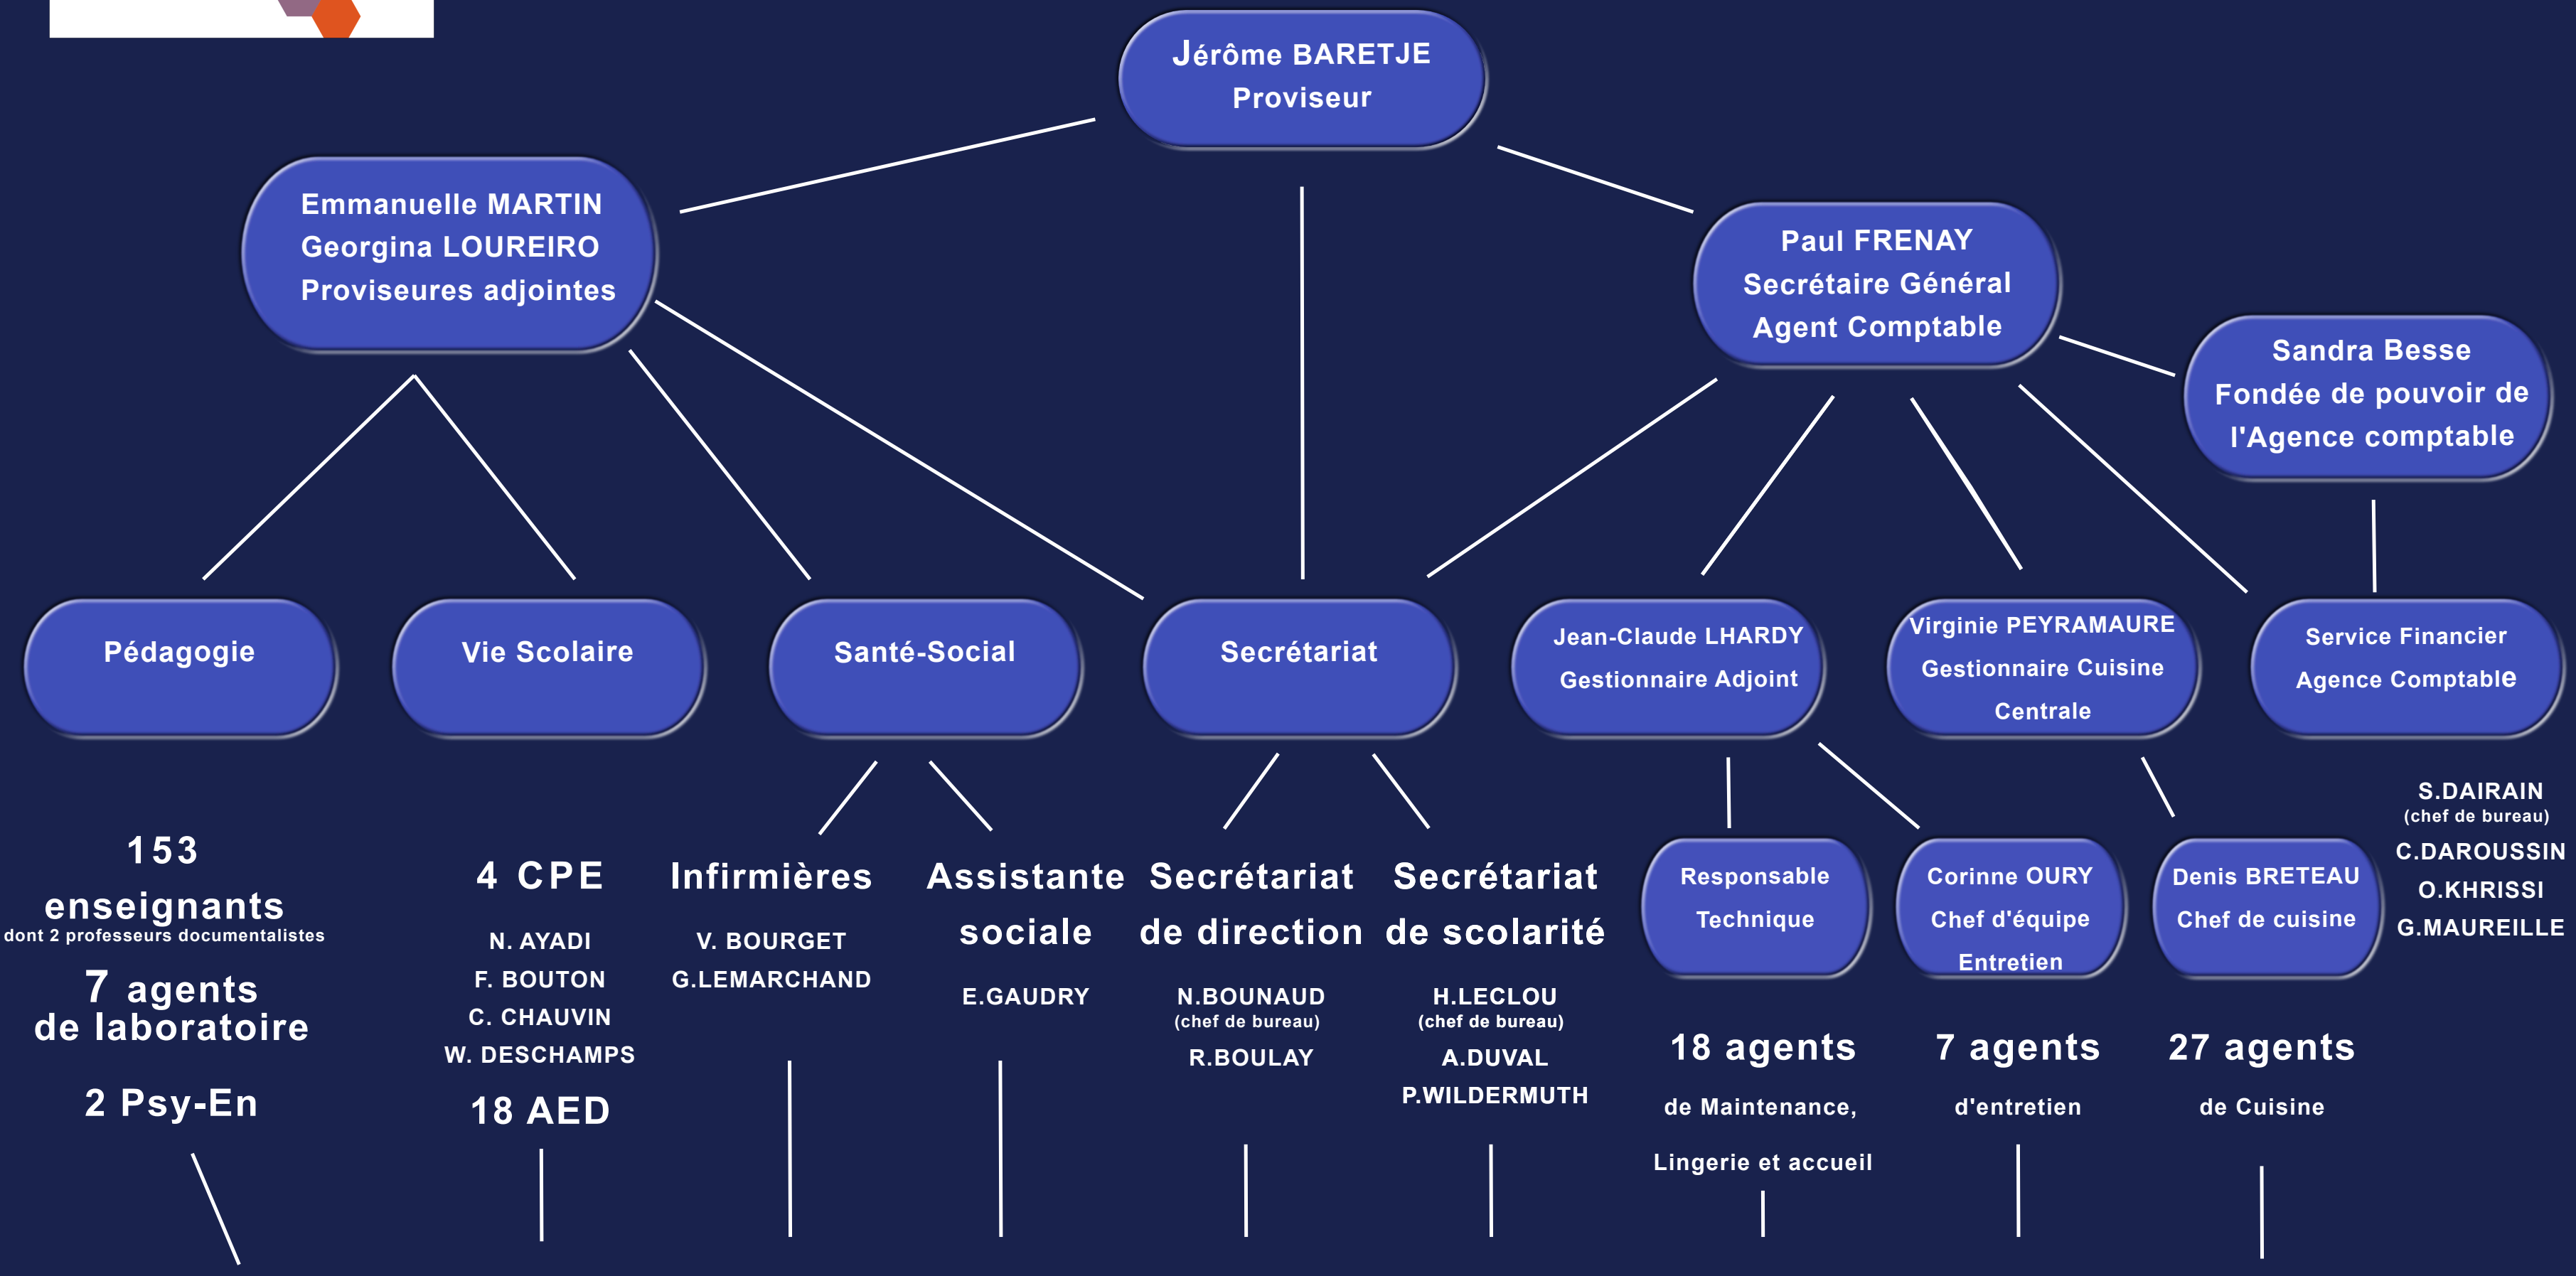 Jérôme BARETJE
Proviseur
Emmanuelle MARTIN
Georgina LOUREIRO
Proviseures adjointes
Paul FRENAY
Secrétaire Général
Agent Comptable
Sandra Besse
Fondée de pouvoir de
l'Agence comptable
Pédagogie
Vie Scolaire
Santé-Social
Secrétariat
Jean-Claude LHARDY
Gestionnaire Adjoint
Virginie PEYRAMAURE
Gestionnaire Cuisine
Centrale
Service Financier
Agence Comptable
153
enseignants
dont 2 professeurs documentalistes
7 agents
de laboratoire
2 Psy-En
4 CPE
N. AYADI
F. BOUTON
C. CHAUVIN
W. DESCHAMPS
18 AED
Infirmières
V. BOURGET
G.LEMARCHAND
Assistante
sociale
E.GAUDRY
Secrétariat
de direction
N.BOUNAUD
(chef de bureau)
R.BOULAY
Secrétariat
de scolarité
H.LECLOU
(chef de bureau)
A.DUVAL
P.WILDERMUTH
Responsable
Technique
18 agents
de Maintenance,
Lingerie et accueil
Corinne OURY
Chef d'équipe
Entretien
7 agents
d'entretien
Denis BRETEAU
Chef de cuisine
27 agents
de Cuisine
S.DAIRAIN
(chef de bureau)
C.DAROUSSIN
O.KHRISSI
G.MAUREILLE